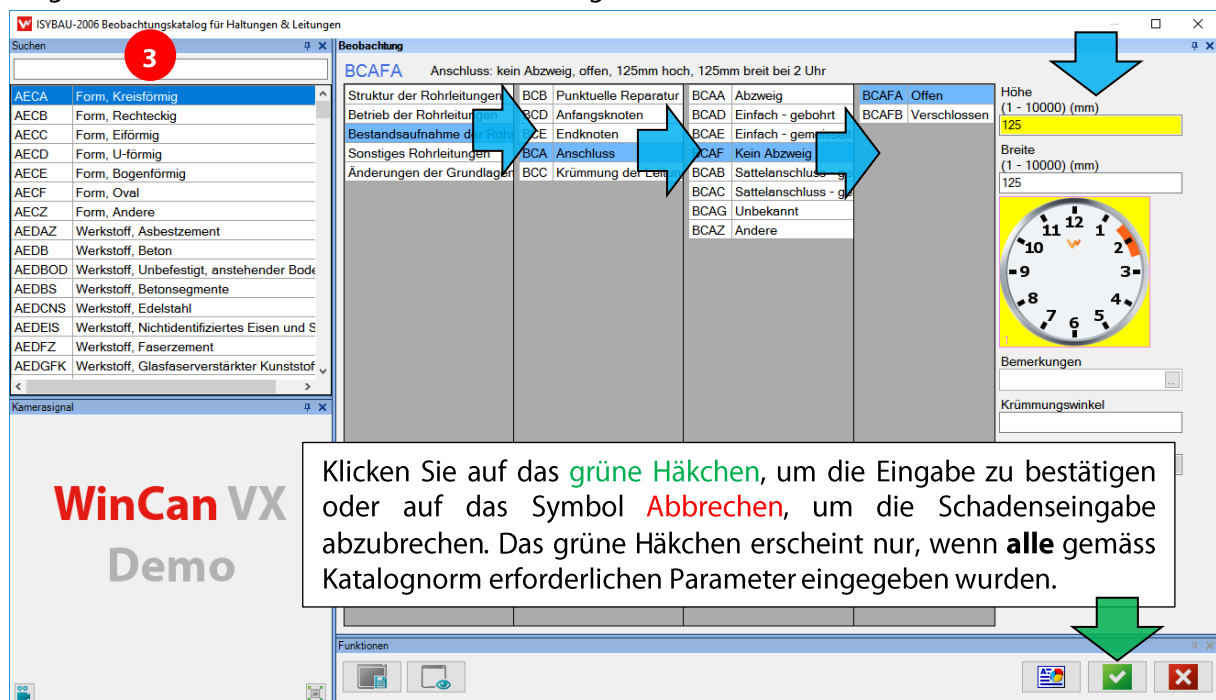 ISYBAU-2006 Beobachtungskatalog für Haltungen & Leitungen
Suchen
3
AECA Form, Kreisförmig
AECB Form, Rechteckig
AECC Form, Eiförmig
AECD Form, U-förmig
AECE Form, Bogenförmig
AECF Form, Oval
AECZ Form, Andere
AEDAZ Werkstoff, Asbestzement
AEDB Werkstoff, Beton
AEDBOD Werkstoff, Unbefestigt, anstehender Bode
AEDBS Werkstoff, Betonsegmente
AEDCNS Werkstoff, Edelstahl
AEDEIS Werkstoff, Nichtidentifiziertes Eisen und S
AEDFZ Werkstoff, Faserzement
AEDGFK Werkstoff, Glasfaserverstärkter Kunststof
Kamerasignal
WinCan VX
Demo
Beobachtung
BCAFA Anschluss: kein Abzweig, offen, 125mm hoch, 125mm breit bei 2 Uhr
Struktur der Rohrleitungen
Betrieb der Rohrleitungen
Bestandsaufnahme der Rohr
Sonstiges Rohrleitungen
Änderungen der Grundlagen
BCB Punktuelle Reparatur
BCD Anfangsknoten
BCE Endknoten
BCA Anschluss
BCC Krümmung der Leitun
BCAA Abzweig
BCAD Einfach - gebohrt
BCAE Einfach - gemeisselt
BCAF Kein Abzweig
BCAB Sattelanschluss - ge
BCAC Sattelanschluss - ge
BCAG Unbekannt
BCAZ Andere
BCAFA Offen
BCAFB Verschlossen
Höhe
(1 - 10000) (mm)
125
Breite
(1 - 10000) (mm)
125
12
1
2
3
4
5
6
7
8
9
10
11
1
Bemerkungen
..
Krümmungswinkel
Klicken Sie auf das grüne Häkchen, um die Eingabe zu bestätigen
oder auf das Symbol Abbrechen, um die Schadenseingabe
abzubrechen. Das grüne Häkchen erscheint nur, wenn alle gemäss
Katalognorm erforderlichen Parameter eingegeben wurden.
Funktionen